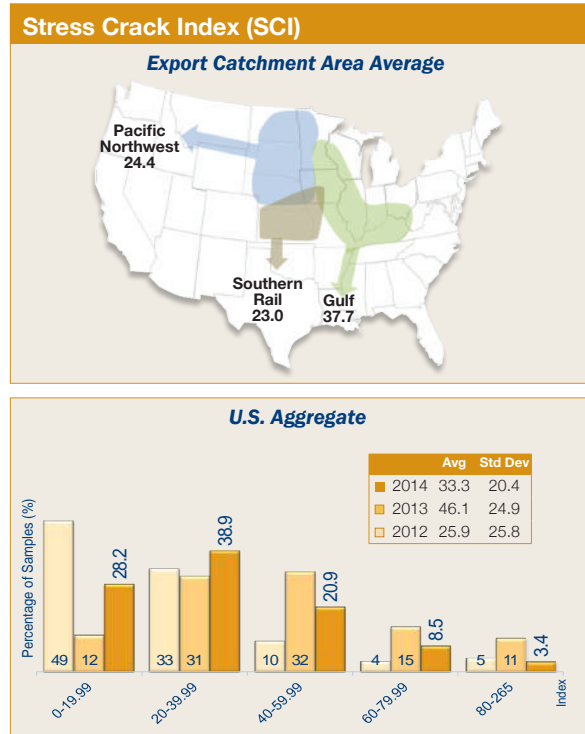 Stress Crack Index (SCI)
Export Catchment Area Average
Pacific
Northwest
24.4
Southern
Rail
23.0
Gulf
37.7
U.S. Aggregate
Avg Std Dev
2014 33.3 20.4
2013 46.1 24.9
2012 25.9 25.8
Percentage of Samples (%)
49 12 28.2
33 31 38.9
10 32 20.9
4 15 8.5
5 11 3.4
0-19.99
20-39.99
40-59.99
60-79.99
80-265
Index